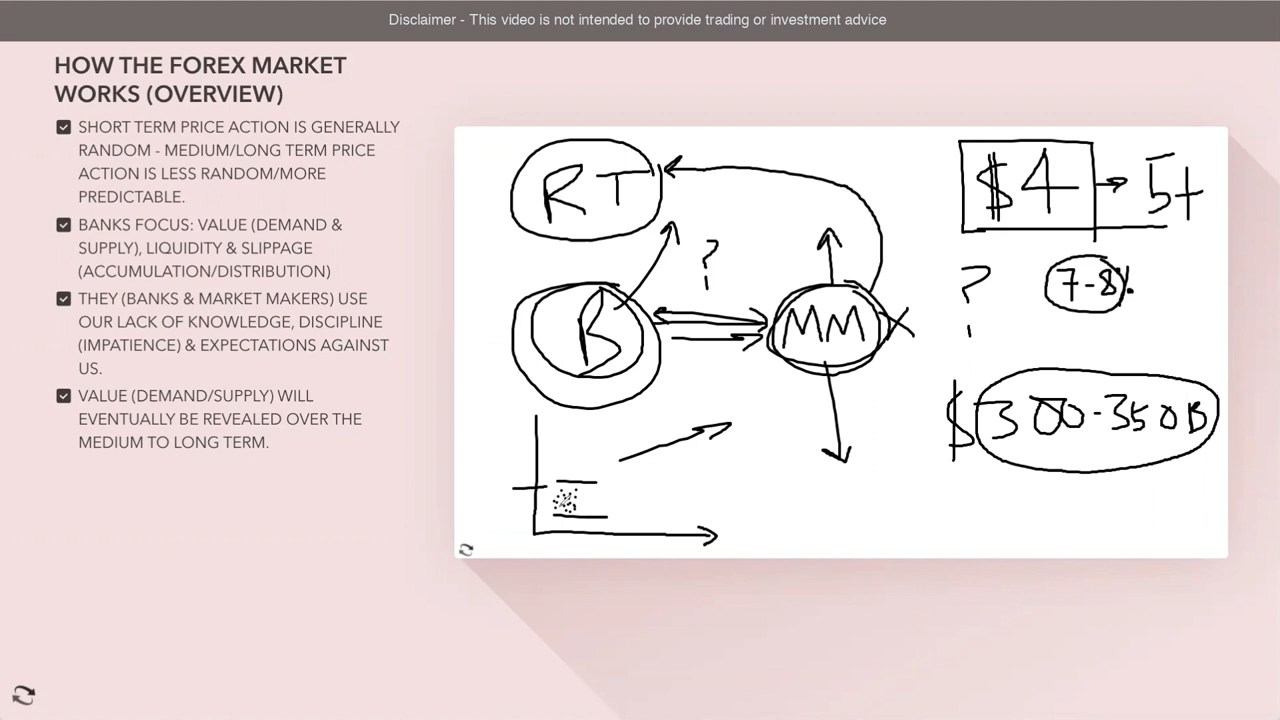 Disclaimer - This video is not intended to provide trading or investment advice
HOW THE FOREX MARKET
WORKS (OVERVIEW)
SHORT TERM PRICE ACTION IS GENERALLY
RANDOM - MEDIUM/LONG TERM PRICE
ACTION IS LESS RANDOM/MORE
PREDICTABLE.
BANKS FOCUS: VALUE (DEMAND &
SUPPLY), LIQUIDITY & SLIPPAGE
(ACCUMULATION/DISTRIBUTION)
THEY (BANKS & MARKET MAKERS) USE
OUR LACK OF KNOWLEDGE, DISCIPLINE
(IMPATIENCE) & EXPECTATIONS AGAINST
US.
VALUE (DEMAND/SUPPLY) WILL
EVENTUALLY BE REVEALED OVER THE
MEDIUM TO LONG TERM.
RT
$4 → 5+
?
? 7-8%
B
MM
$300-350B